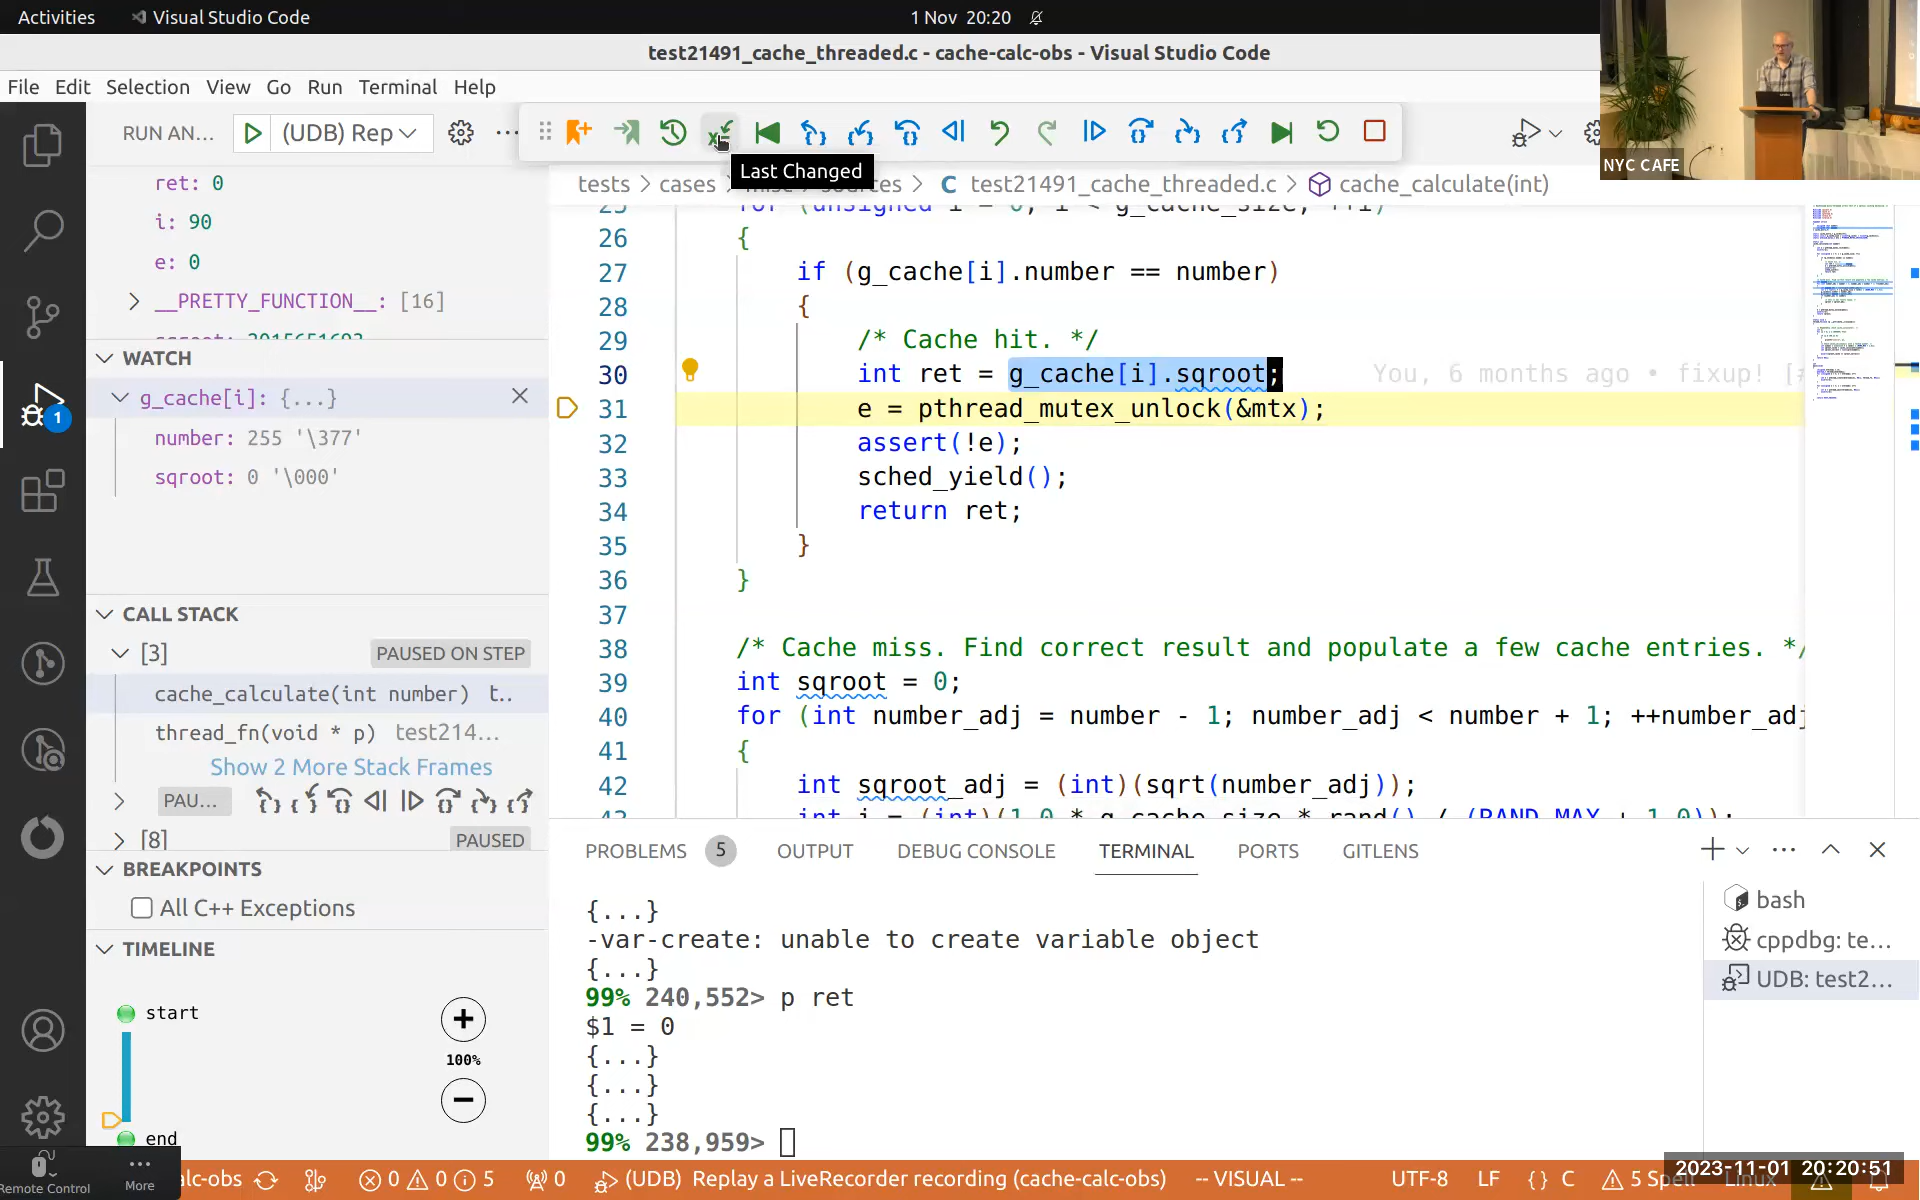 Activities Visual Studio Code 1 Nov 20:20
test21491_cache_threaded.c - cache-calc-obs - Visual Studio Code
File Edit Selection View Go Run Terminal Help
RUN AN... (UDB) Rep
Last Changed
NYC CAFE
ret: 0
i: 90
e: 0
__PRETTY_FUNCTION__: [16]
WATCH
g_cache[i]: {...}
number: 255 '\377'
sqroot: 0 '\000'
CALL STACK
[3] PAUSED ON STEP
cache_calculate(int number) t..
thread_fn(void * p) test214...
Show 2 More Stack Frames
PAU...
[8] PAUSED
BREAKPOINTS
All C++ Exceptions
TIMELINE
start
100%
end
1
tests > cases > sources > C test21491_cache_threaded.c > cache_calculate(int)
25 for (unsigned i = 0; i < g_cache_size; ++i)
26 {
27 if (g_cache[i].number == number)
28 {
29 /* Cache hit. */
30 int ret = g_cache[i].sqroot; You, 6 months ago • fixup! [
31 e = pthread_mutex_unlock(&mtx);
32 assert(!e);
33 sched_yield();
34 return ret;
35 }
36 }
37
38 /* Cache miss. Find correct result and populate a few cache entries. */
39 int sqroot = 0;
40 for (int number_adj = number - 1; number_adj < number + 1; ++number_adj
41 {
42 int sqroot_adj = (int)(sqrt(number_adj));
43 int i = (int)(1.0 * g_cache_size * rand() / (RAND_MAX + 1.0));
PROBLEMS 5 OUTPUT DEBUG CONSOLE TERMINAL PORTS GITLENS
{...}
-var-create: unable to create variable object
{...}
99% 240,552> p ret
$1 = 0
{...}
{...}
{...}
99% 238,959>
bash
cppdbg: te...
UDB: test2...
Remote Control More
alc-obs 0 0 5 0 (UDB) Replay a LiveRecorder recording (cache-calc-obs) -- VISUAL -- UTF-8 LF {} C 5 Spell Linux
2023-11-01 20:20:51